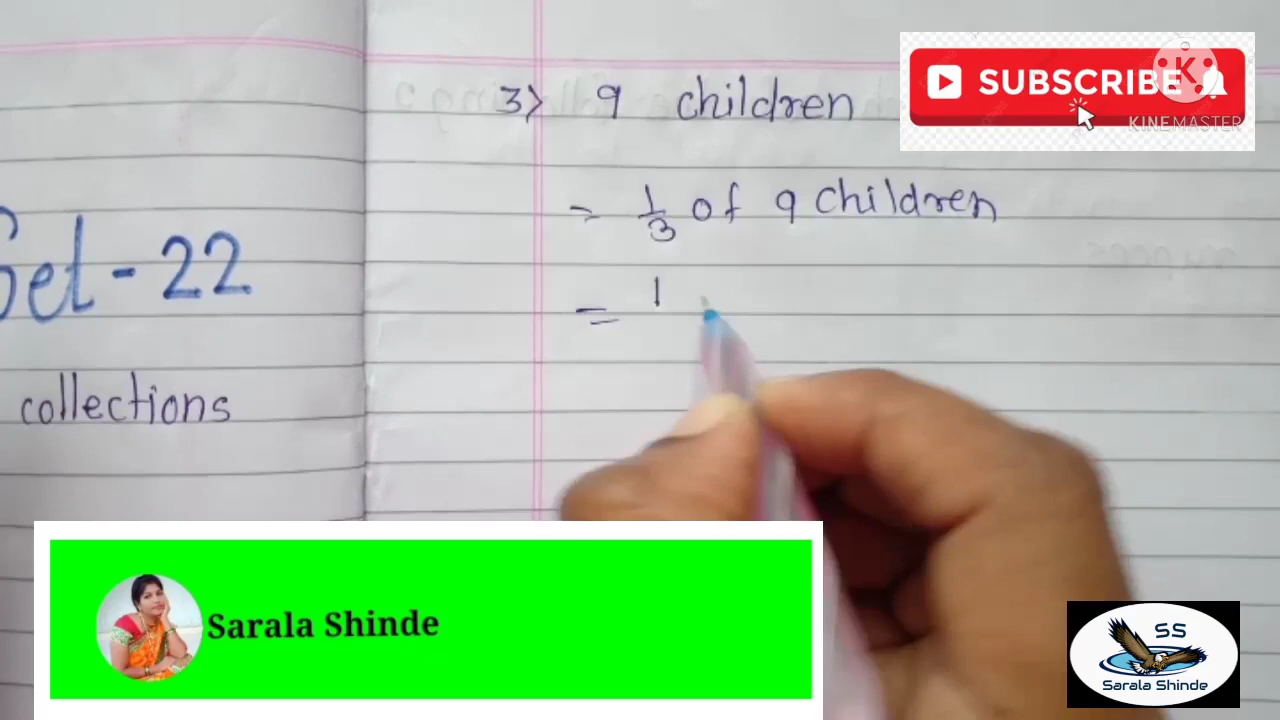 SUBSCRIBE
KINEMASTER
3> 9 children
= 1/3 of 9 children
= 1
Set - 22
collections
Sarala Shinde
SS
Sarala Shinde